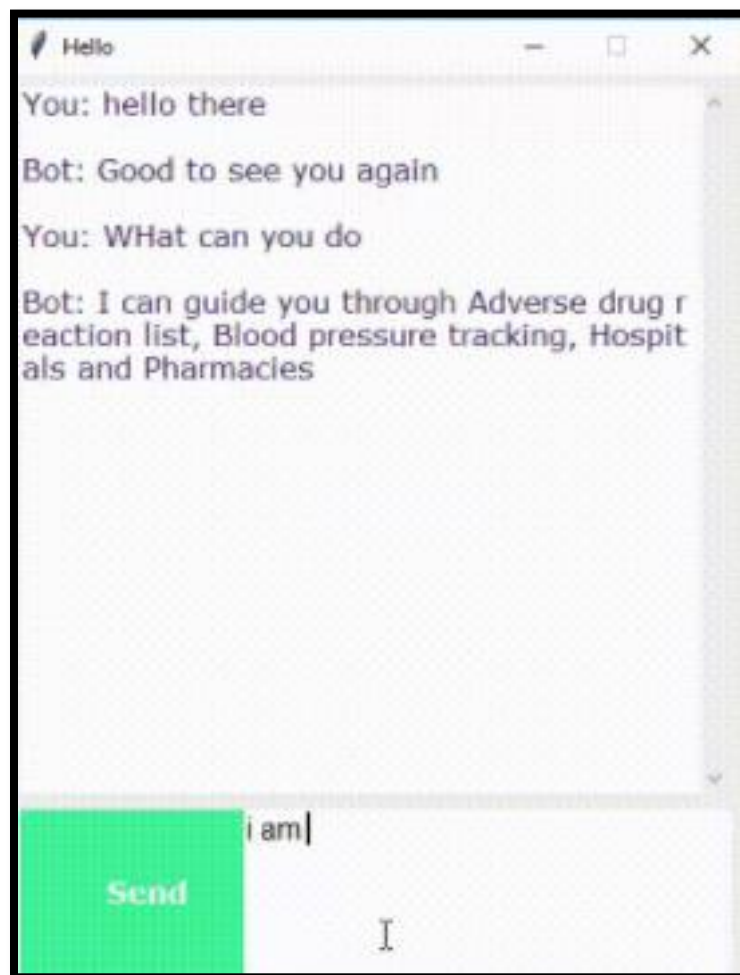 Hello
You: hello there
Bot: Good to see you again
You: WHat can you do
Bot: I can guide you through Adverse drug r
eaction list, Blood pressure tracking, Hospit
als and Pharmacies
i am
Send